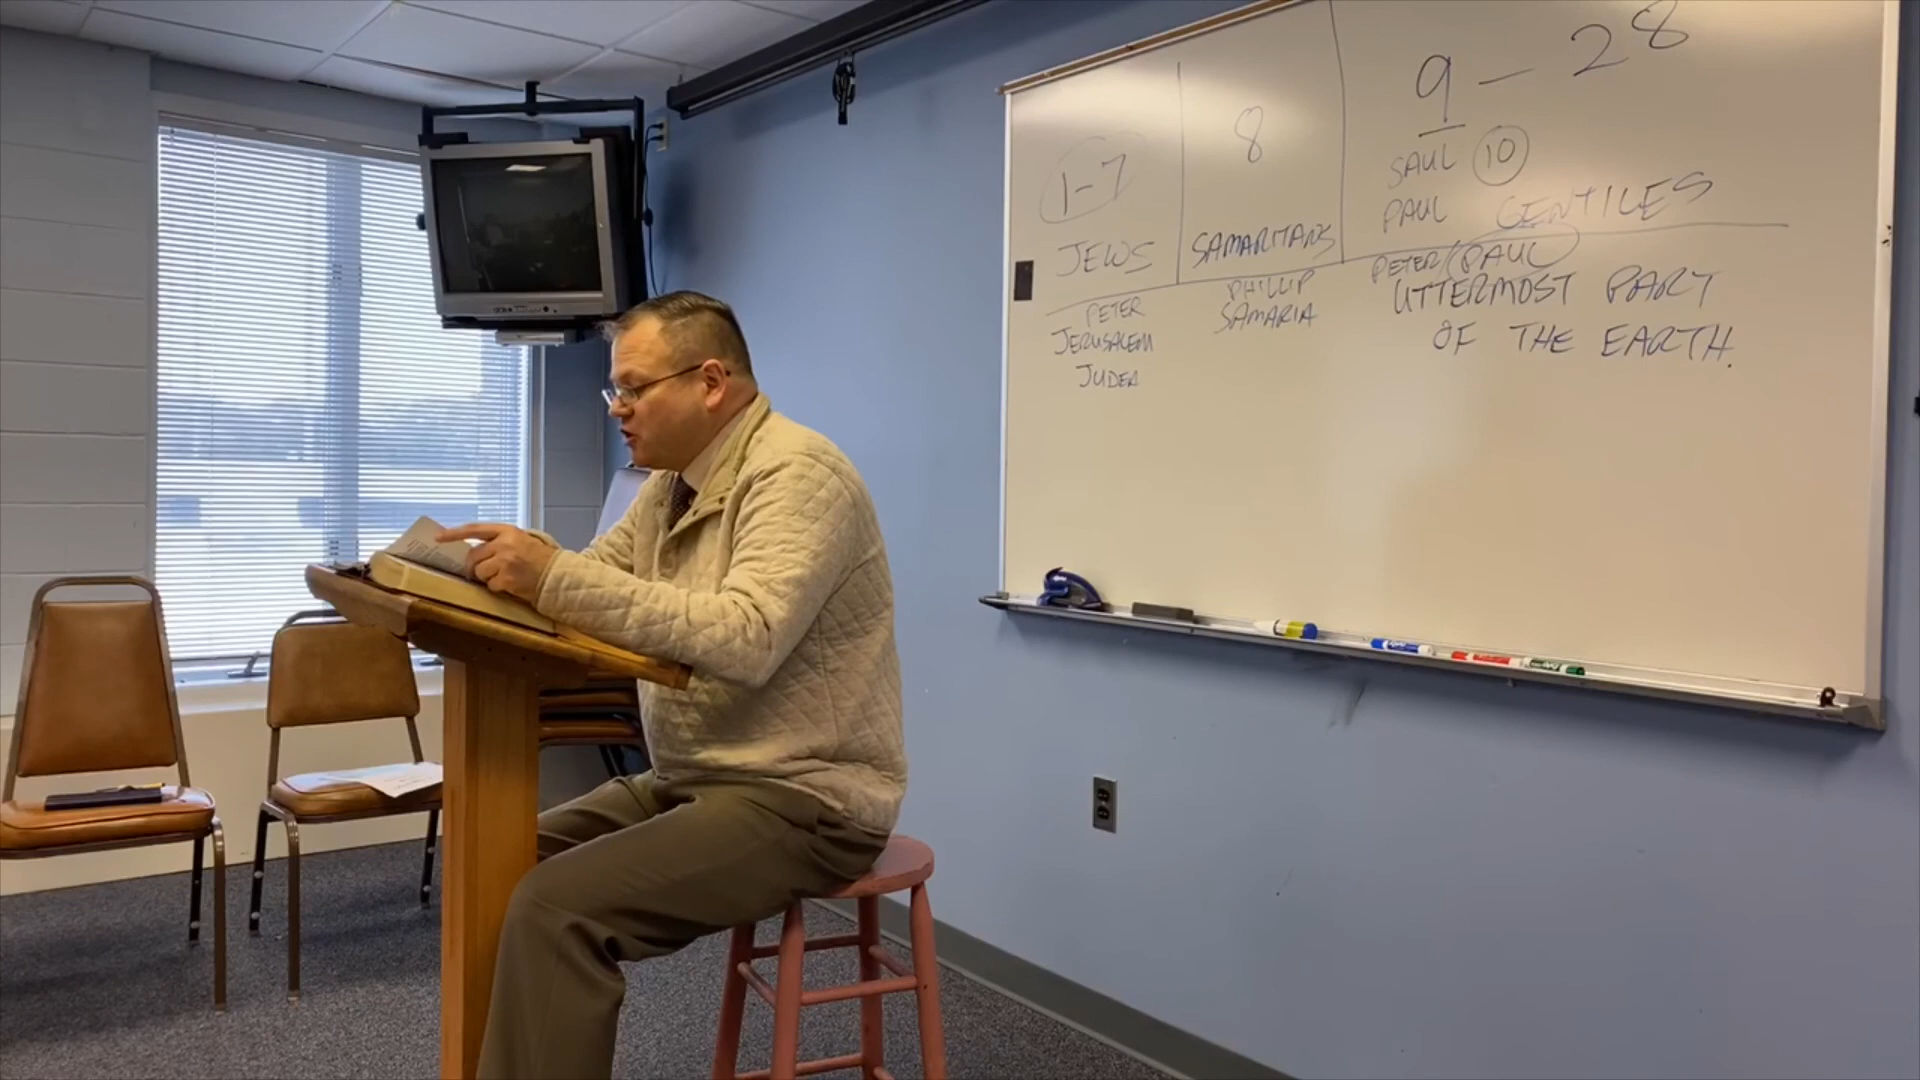 1-7
JEWS
PETER
JERUSALEM
JUDEA
8
SAMARITANS
PHILLIP
SAMARIA
9 - 28
SAUL 10
PAUL GENTILES
PETER/PAUL
UTTERMOST PART
OF THE EARTH.